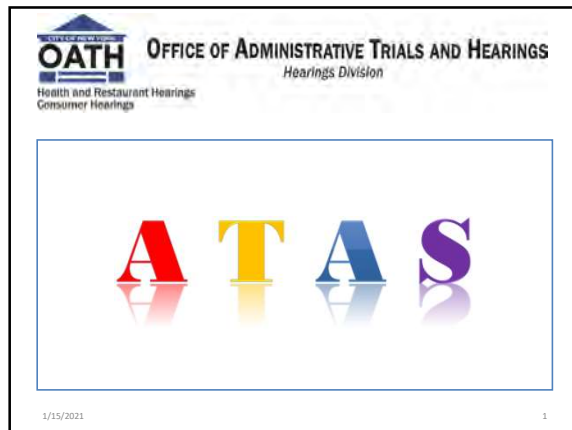 CITY OF NEW YORK
OATH
OFFICE OF ADMINISTRATIVE TRIALS AND HEARINGS
Hearings Division
Health and Restaurant Hearings
Consumer Hearings
A T A S
1/15/2021
1